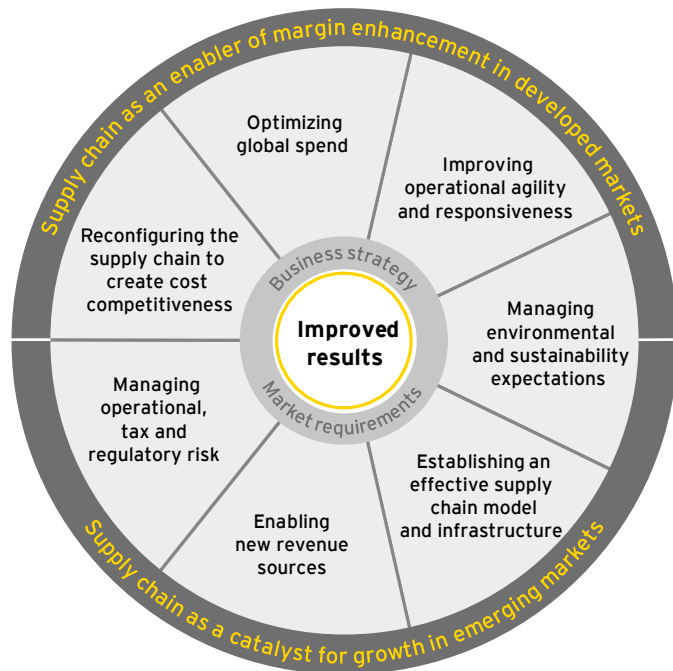 Supply chain as an enabler of margin enhancement in developed markets
Optimizing
global spend
Improving
operational agility
and responsiveness
Reconfiguring the
supply chain to
create cost
competitiveness
Business strategy
Improved
results
Market requirements
Managing
environmental
and sustainability
expectations
Managing
operational,
tax and
regulatory risk
Establishing an
effective supply
chain model
and infrastructure
Enabling
new revenue
sources
Supply chain as a catalyst for growth in emerging markets